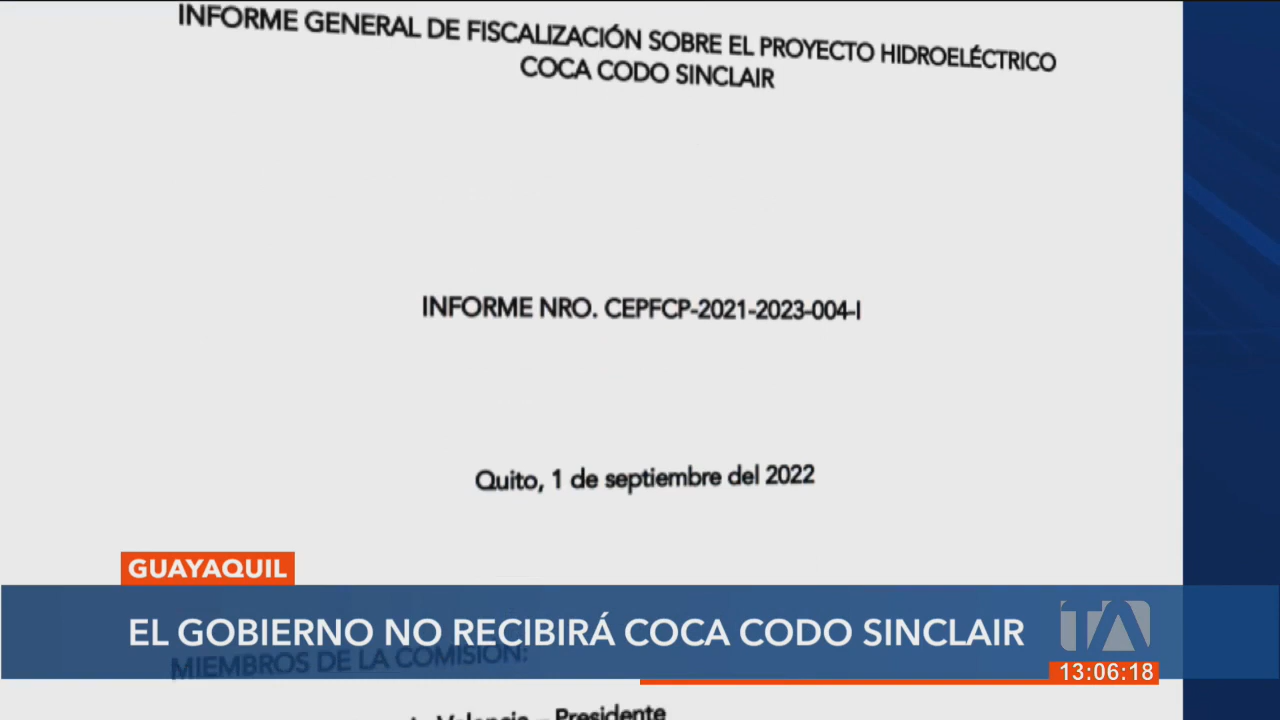 INFORME GENERAL DE FISCALIZACIÓN SOBRE EL PROYECTO HIDROELÉCTRICO
COCA CODO SINCLAIR
INFORME NRO. CEPFCP-2021-2023-004-I
Quito, 1 de septiembre del 2022
GUAYAQUIL
EL GOBIERNO NO RECIBIRÁ COCA CODO SINCLAIR
TA
MIEMBROS DE LA COMISIÓN:
13:06:18
Valencia – Presidente